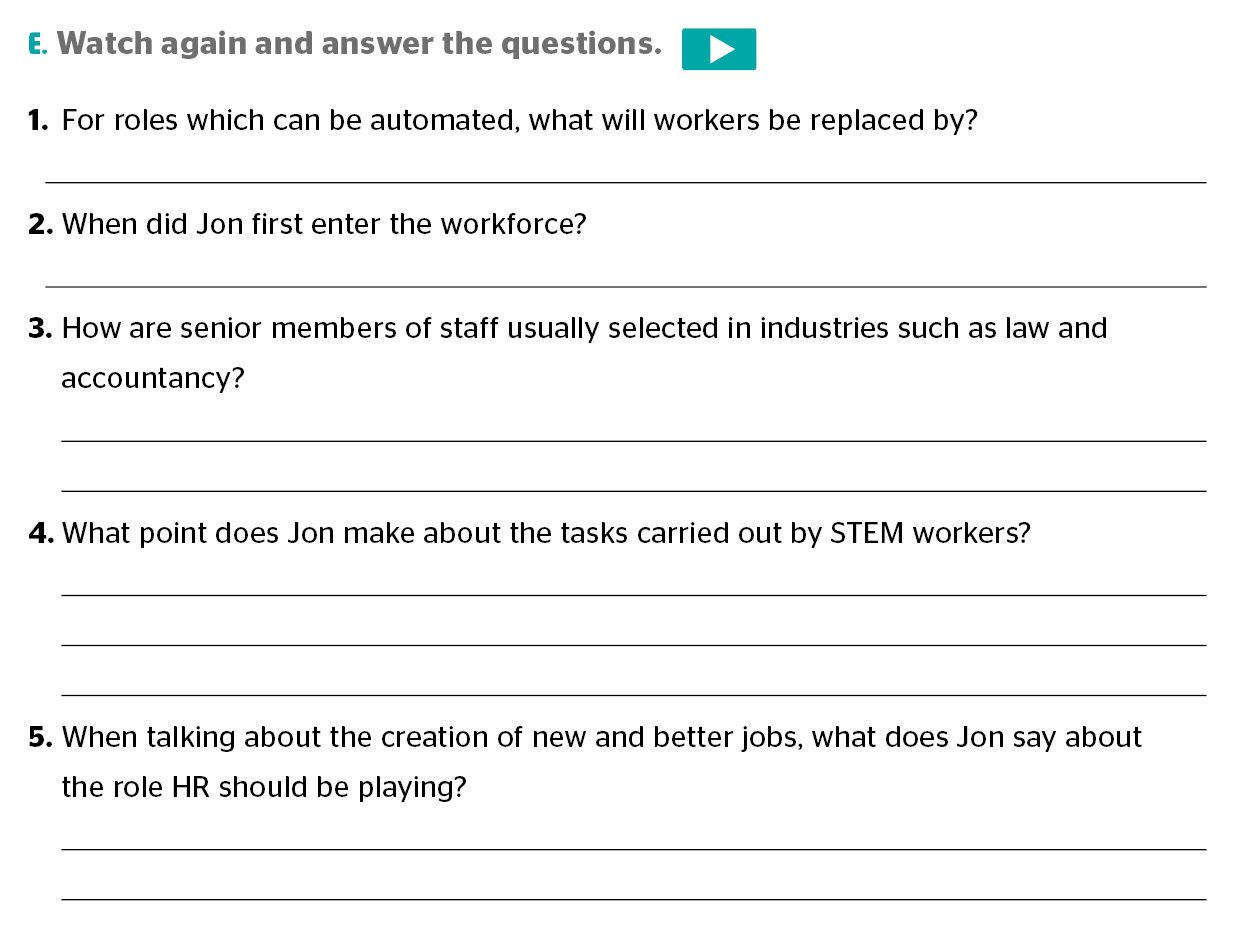 E. Watch again and answer the questions.
1. For roles which can be automated, what will workers be replaced by?
2. When did Jon first enter the workforce?
3. How are senior members of staff usually selected in industries such as law and
accountancy?
4. What point does Jon make about the tasks carried out by STEM workers?
5. When talking about the creation of new and better jobs, what does Jon say about
the role HR should be playing?